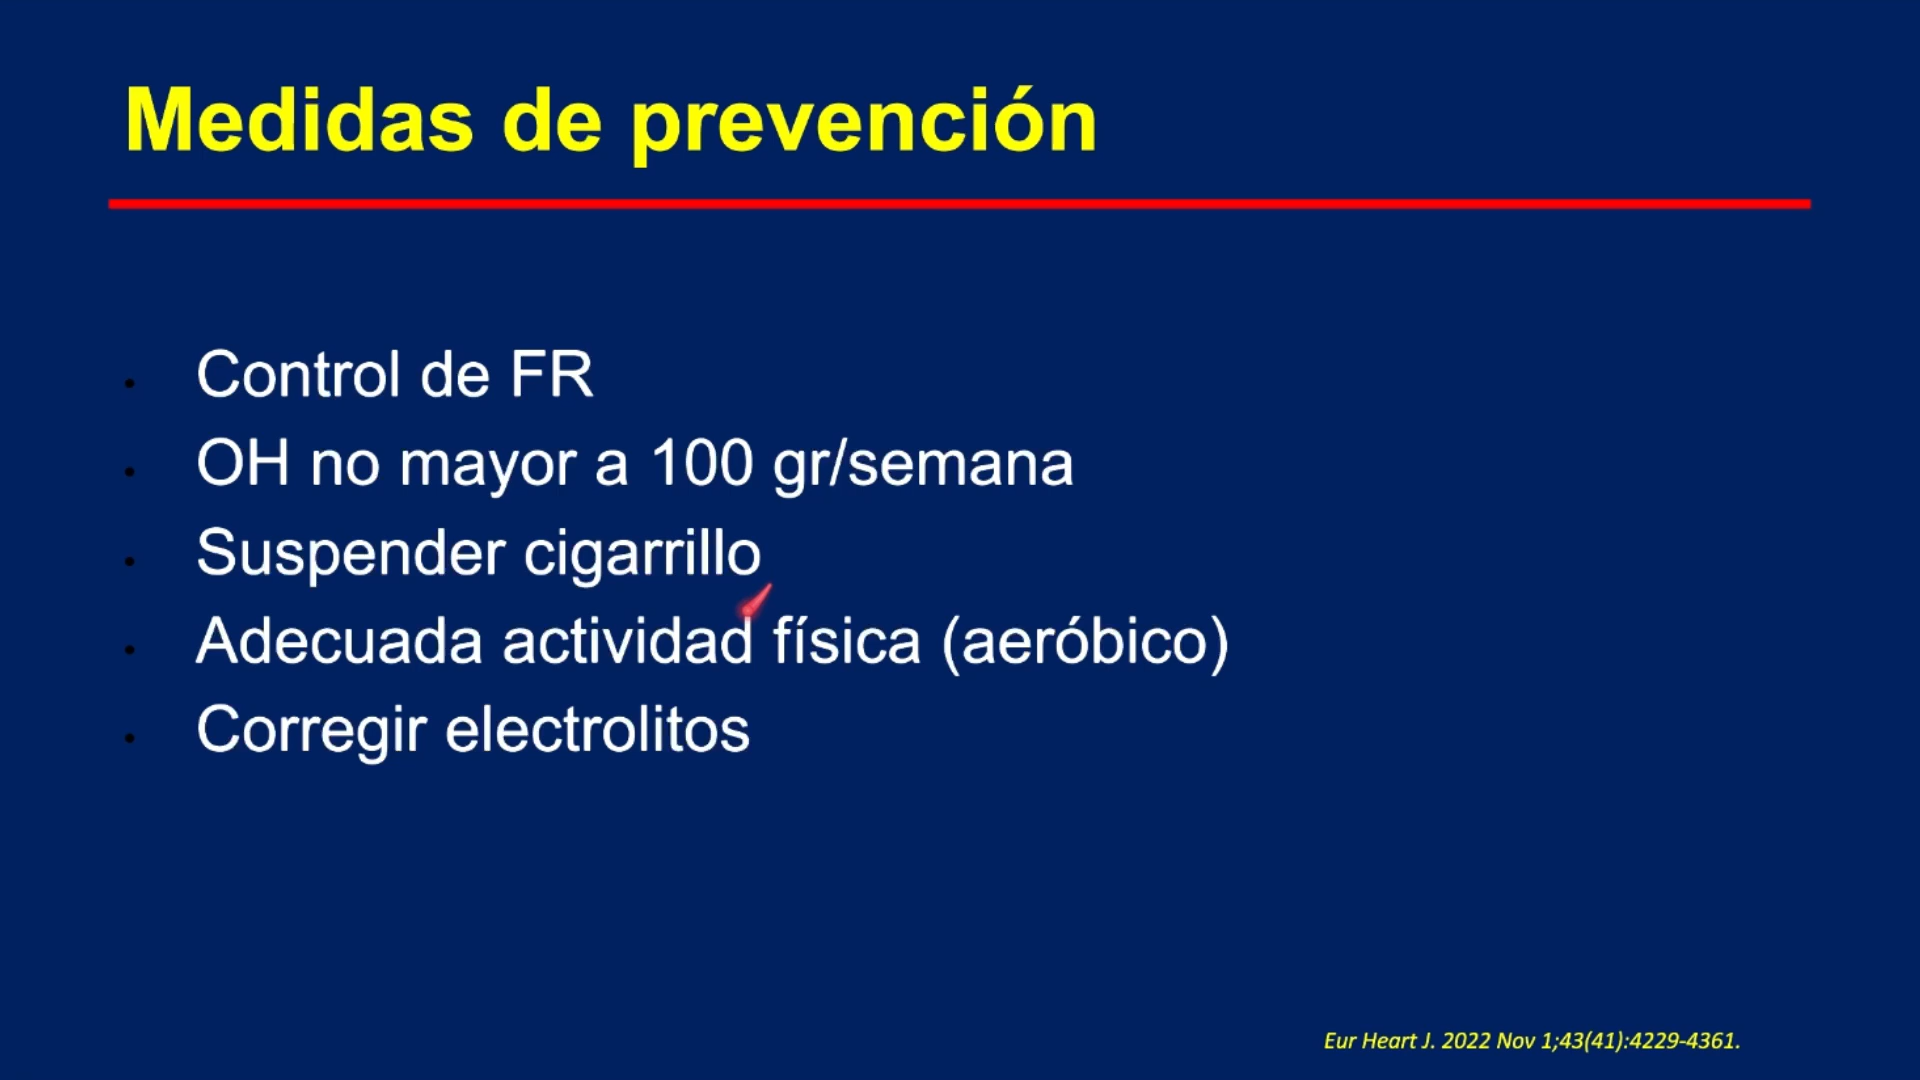 Medidas de prevención
• Control de FR
• OH no mayor a 100 gr/semana
• Suspender cigarrillo
• Adecuada actividad física (aeróbico)
• Corregir electrolitos
Eur Heart J. 2022 Nov 1;43(41):4229-4361.